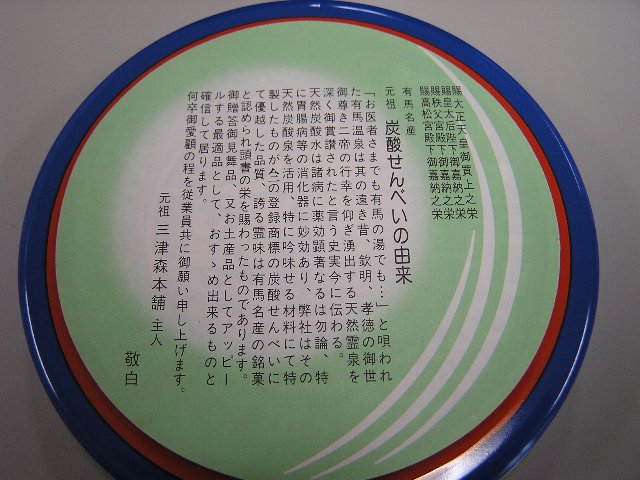 賜大正天皇御買上之栄
賜皇太后陛下御嘉納之栄
賜秩父宮殿下御嘉納之栄
賜高松宮殿下御嘉納之栄
有馬名産
元祖 炭酸せんべいの由来
「お医者さまでも有馬の湯でも…」と唄われ
た有馬温泉は其の遠き昔、欽明、孝徳の御世
御尊き二帝の行幸を仰ぎ湧出する天然霊泉を
深く御賞讃されたと言う史実今に伝わる。
天然炭酸水は諸病に薬効顕著なるは勿論、特
に胃腸病等の消化器に妙効あり、弊社はその
天然炭酸泉を活用、特に吟味せる材料にて特
製したものが今の登録商標の炭酸せんべいに
て優越した品質、誇る霊味は有馬名産の銘菓
と認められ頭書の栄を賜わったものであります。
御贈答御見舞品、又お土産品としてアッピー
ルする最適品として、おすゝめ出来るものと
確信して居ります。
何卒御愛顧の程を従業員共に御願い申し上げます。
元祖 三津森本舗 主人
敬白